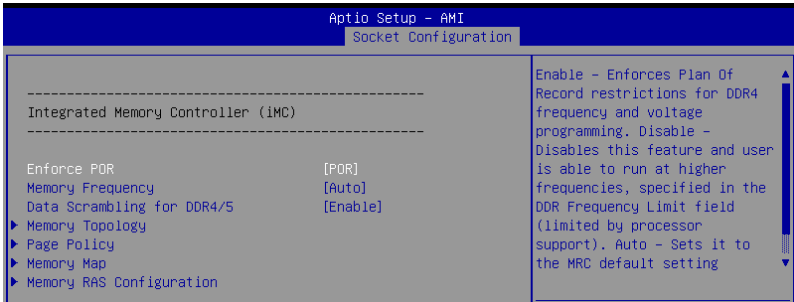 Aptio Setup – AMI
Socket Configuration
----------------------------------------------------
Integrated Memory Controller (iMC)
----------------------------------------------------
Enforce POR [POR]
Memory Frequency [Auto]
Data Scrambling for DDR4/5 [Enable]
Memory Topology
Page Policy
Memory Map
Memory RAS Configuration
Enable – Enforces Plan Of
Record restrictions for DDR4
frequency and voltage
programming. Disable –
Disables this feature and user
is able to run at higher
frequencies, specified in the
DDR Frequency Limit field
(limited by processor
support). Auto – Sets it to
the MRC default setting